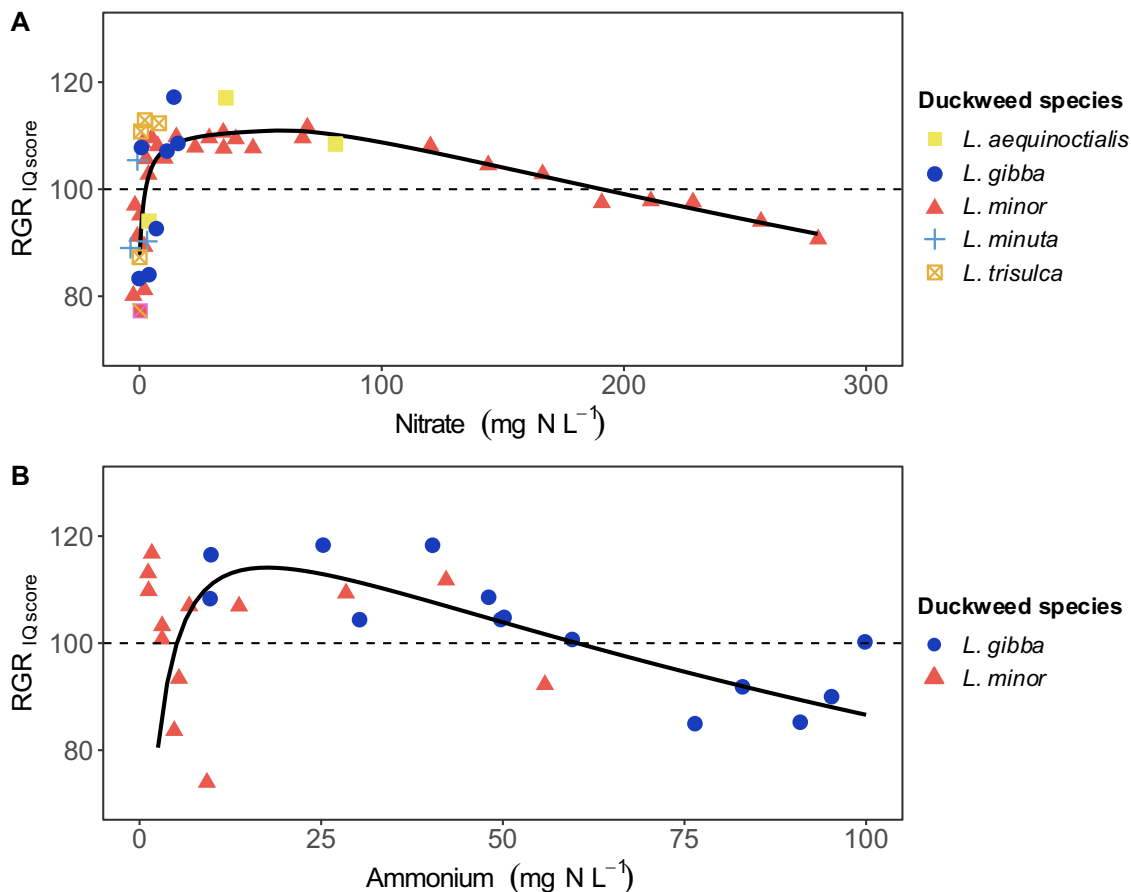 A
120
100
80
RGR IQ score
0
100
200
300
Nitrate (mg N L⁻¹)
Duckweed species
L. aequinoctialis
L. gibba
L. minor
L. minuta
L. trisulca
B
120
100
80
RGR IQ score
0
25
50
75
100
Ammonium (mg N L⁻¹)
Duckweed species
L. gibba
L. minor